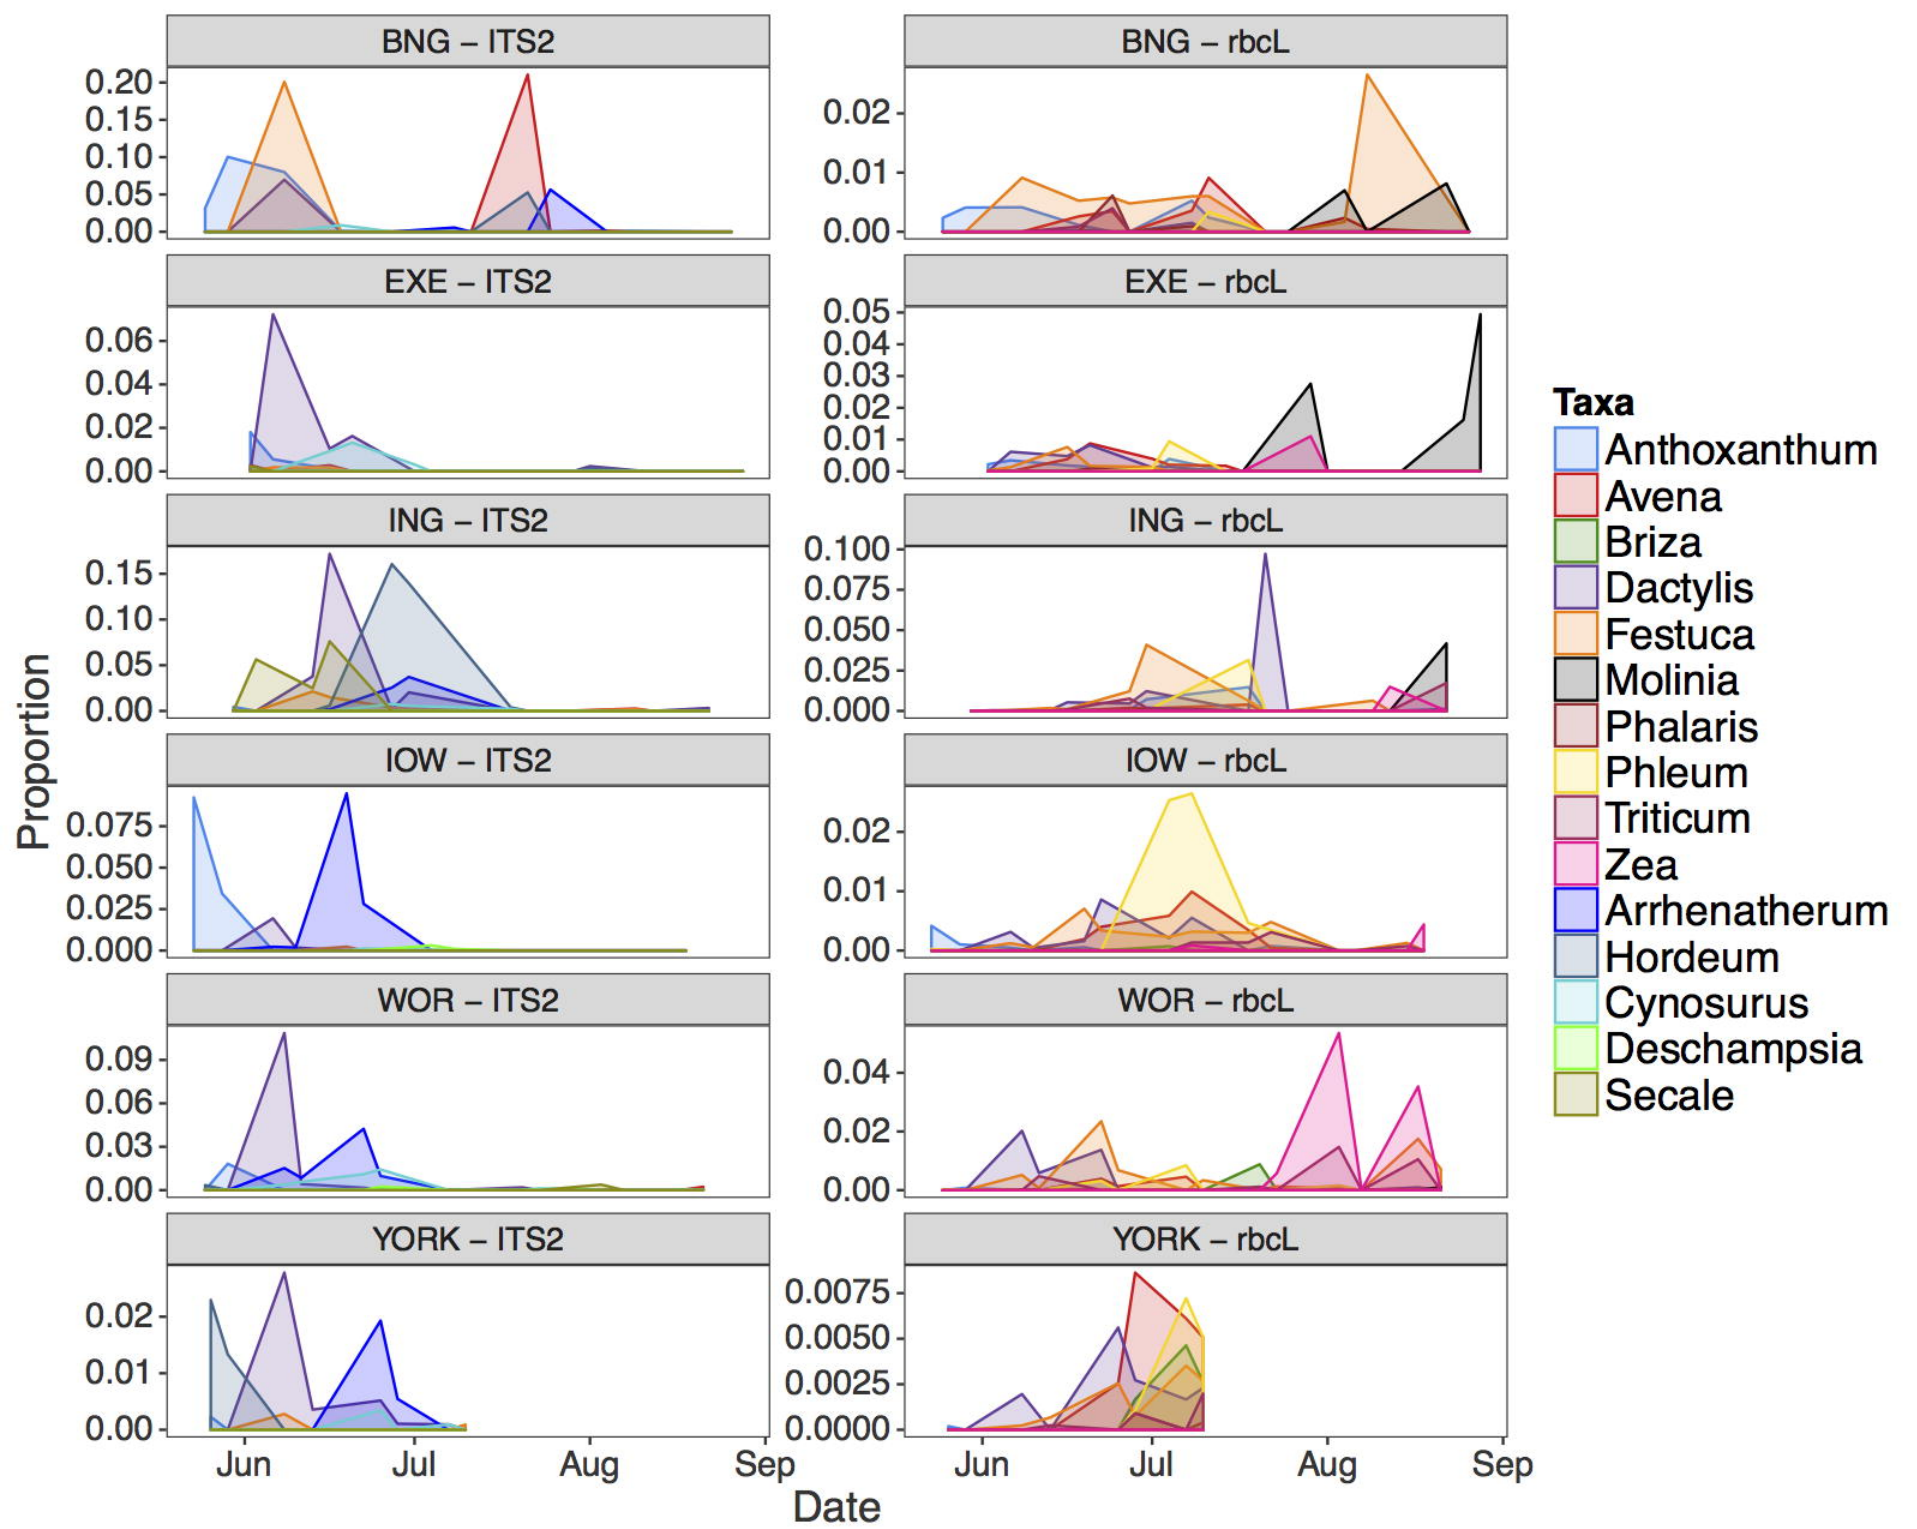 BNG – ITS2
BNG – rbcL
0.20
0.15
0.10
0.05
0.00
0.02
0.01
0.00
EXE – ITS2
EXE – rbcL
0.06
0.04
0.02
0.00
0.05
0.04
0.03
0.02
0.01
0.00
ING – ITS2
ING – rbcL
0.15
0.10
0.05
0.00
0.100
0.075
0.050
0.025
0.000
IOW – ITS2
IOW – rbcL
0.075
0.050
0.025
0.000
0.02
0.01
0.00
WOR – ITS2
WOR – rbcL
0.09
0.06
0.03
0.00
0.04
0.02
0.00
YORK – ITS2
YORK – rbcL
0.02
0.01
0.00
0.0075
0.0050
0.0025
0.0000
Jun Jul Aug Sep
Jun Jul Aug Sep
Proportion
Date
Taxa
Anthoxanthum
Avena
Briza
Dactylis
Festuca
Molinia
Phalaris
Phleum
Triticum
Zea
Arrhenatherum
Hordeum
Cynosurus
Deschampsia
Secale